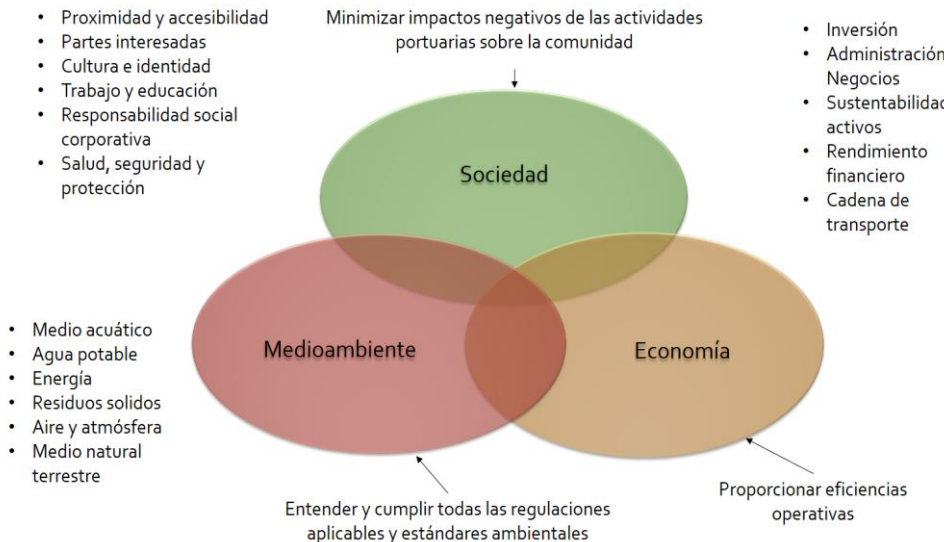 • Proximidad y accesibilidad
• Partes interesadas
• Cultura e identidad
• Trabajo y educación
• Responsabilidad social
corporativa
• Salud, seguridad y
protección
Minimizar impactos negativos de las actividades
portuarias sobre la comunidad
• Inversión
• Administración
Negocios
• Sustentabilidad
activos
• Rendimiento
financiero
• Cadena de
transporte
Sociedad
Medioambiente
Economía
• Medio acuático
• Agua potable
• Energía
• Residuos solidos
• Aire y atmósfera
• Medio natural
terrestre
Entender y cumplir todas las regulaciones
aplicables y estándares ambientales
Proporcionar eficiencias
operativas